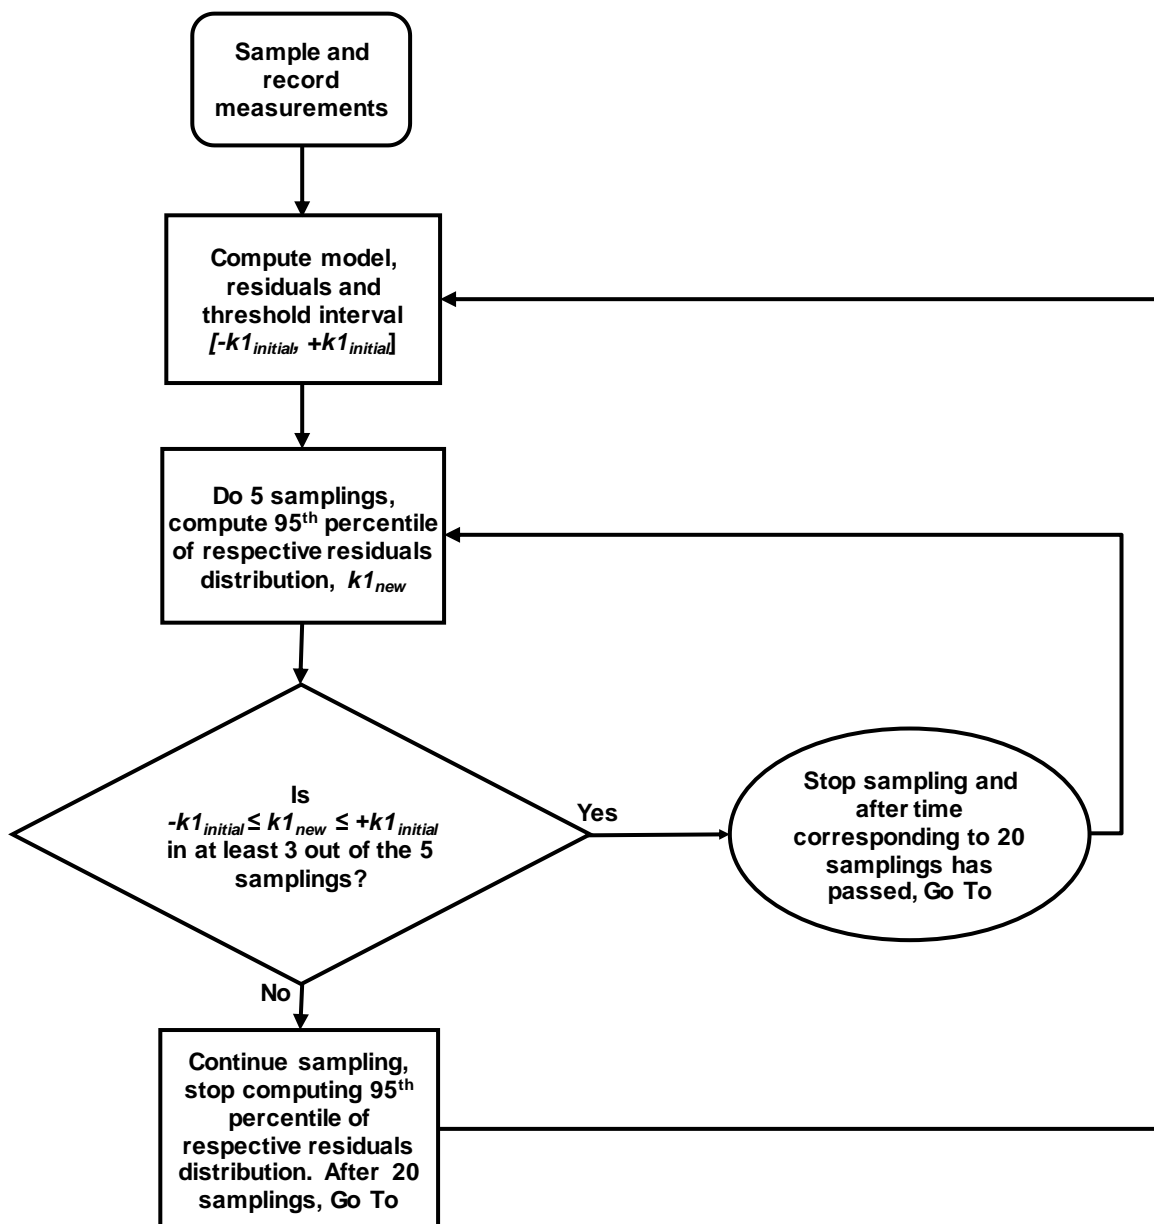 Sample and
record
measurements
Compute model,
residuals and
threshold interval
[-k1initial, +k1initial]
Do 5 samplings,
compute 95th percentile
of respective residuals
distribution, k1new
Is
-k1initial ≤ k1new ≤ +k1initial
in at least 3 out of the 5
samplings?
Yes
Stop sampling and
after time
corresponding to 20
samplings has
passed, Go To
No
Continue sampling,
stop computing 95th
percentile of
respective residuals
distribution. After 20
samplings, Go To